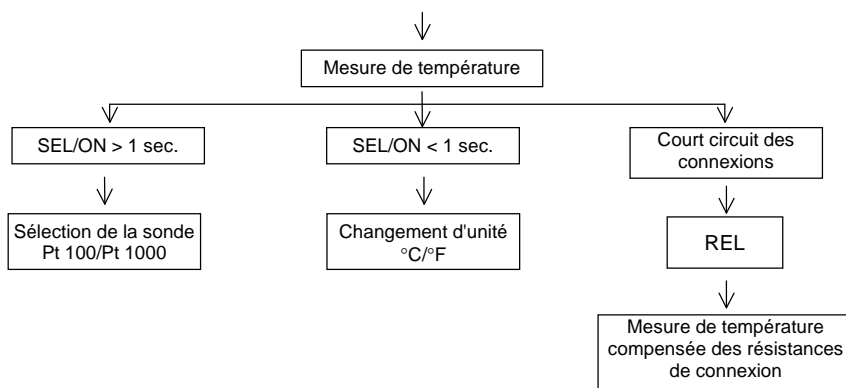 Mesure de température
SEL/ON > 1 sec.
Sélection de la sonde
Pt 100/Pt 1000
SEL/ON < 1 sec.
Changement d'unité
°C/°F
Court circuit des
connexions
REL
Mesure de température
compensée des résistances
de connexion